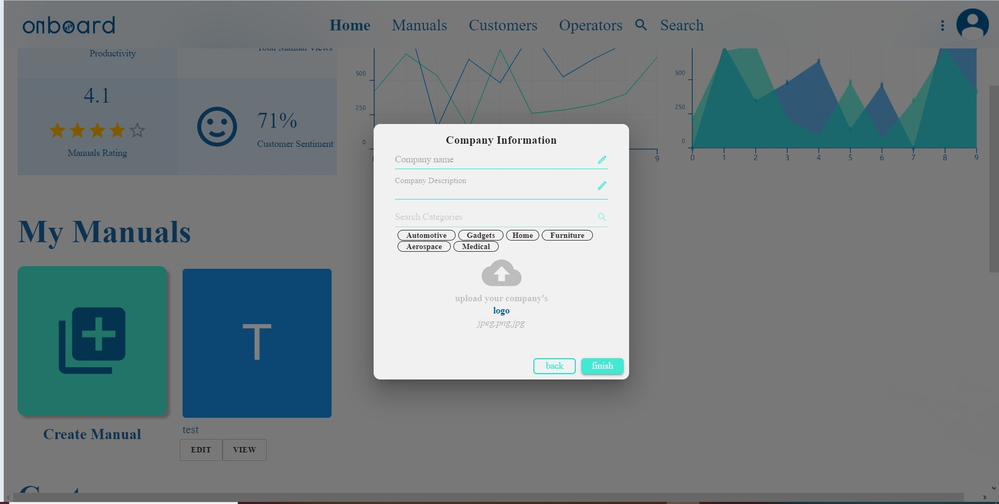 onboard
Home Manuals Customers Operators Search
Productivity
Total Manual Views
4.1
Manuals Rating
71%
Customer Sentiment
500
250
0
9
500
250
0
0 1 2 3 4 5 6 7 8 9
Company Information
Company name
Company Description
Search Categories
Automotive Gadgets Home Furniture
Aerospace Medical
upload your company's
logo
jpeg,png,jpg
back finish
My Manuals
T
Create Manual
test
EDIT VIEW